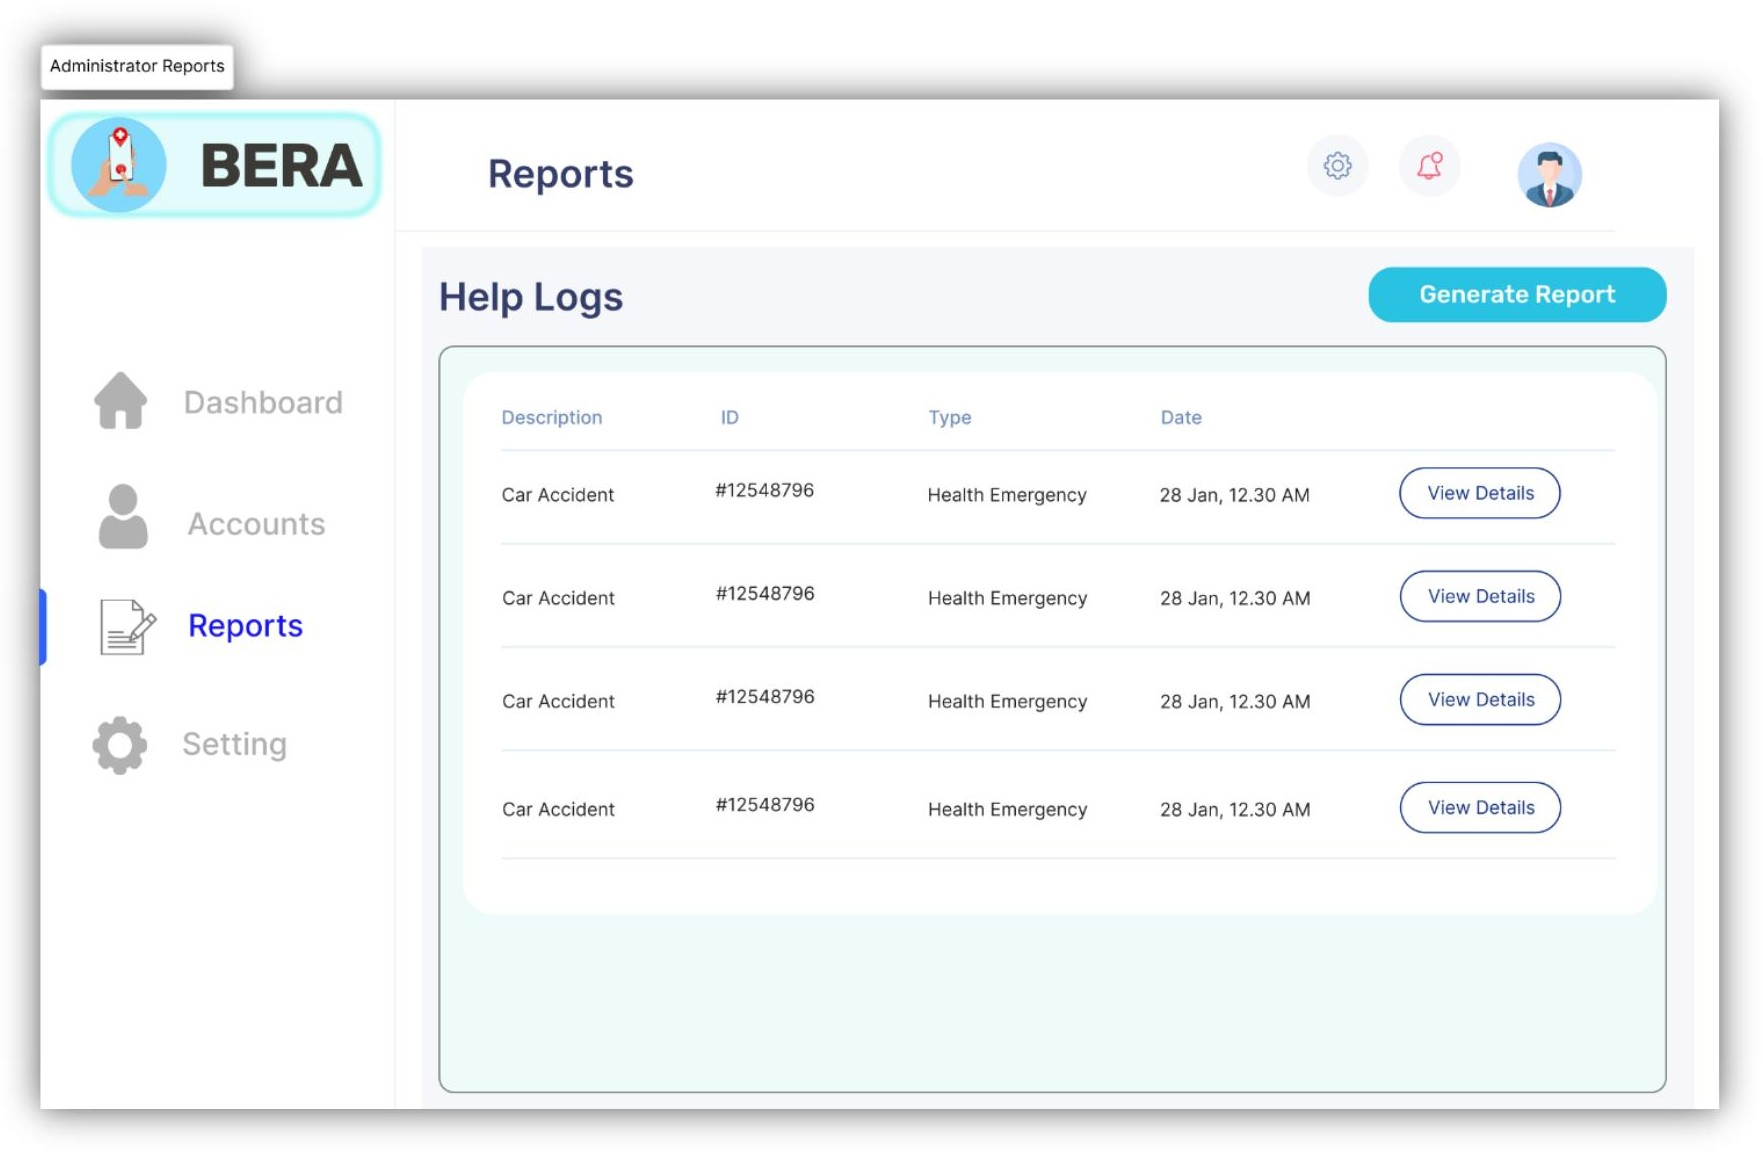 Administrator Reports
BERA
Reports
Help Logs
Generate Report
Dashboard
Accounts
Reports
Setting
Description ID Type Date
Car Accident #12548796 Health Emergency 28 Jan, 12.30 AM View Details
Car Accident #12548796 Health Emergency 28 Jan, 12.30 AM View Details
Car Accident #12548796 Health Emergency 28 Jan, 12.30 AM View Details
Car Accident #12548796 Health Emergency 28 Jan, 12.30 AM View Details